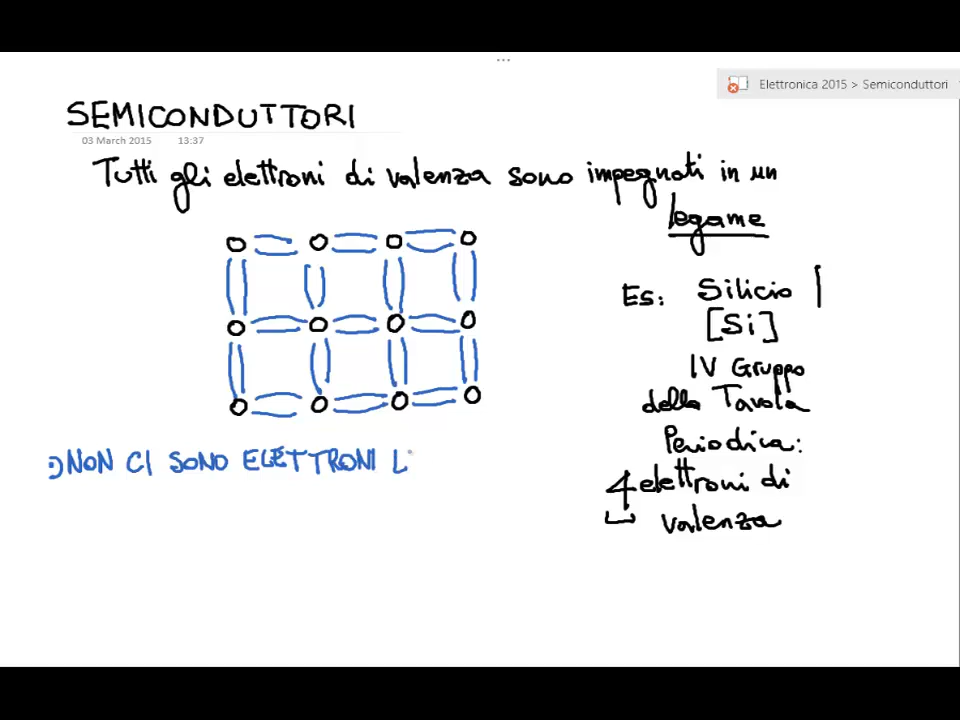 Elettronica 2015 > Semiconduttori
SEMICONDUTTORI
03 March 2015 13:37
Tutti gli elettroni di valenza sono impegnati in un
legame
Es: Silicio
[Si]
IV Gruppo
della Tavola
Periodica:
4 elettroni di
valenza
:) NON CI SONO ELETTRONI L